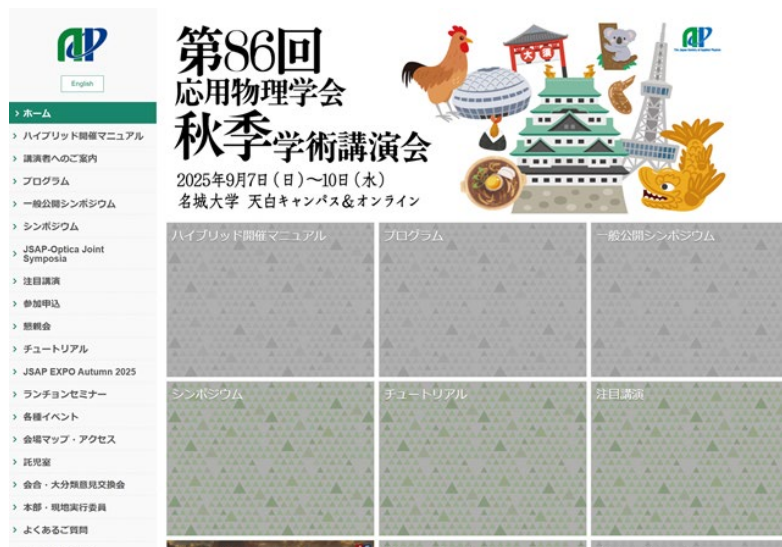 English
ホーム
ハイブリッド開催マニュアル
講演者へのご案内
プログラム
一般公開シンポジウム
シンポジウム
JSAP-Optica Joint
Symposia
注目講演
参加申込
懇親会
チュートリアル
JSAP EXPO Autumn 2025
ランチョンセミナー
各種イベント
会場マップ・アクセス
託児室
会合・大分類意見交換会
本部・現地実行委員
よくあるご質問
第86回
応用物理学会
秋季学術講演会
2025年9月7日（日）〜10日（水）
名城大学 天白キャンパス＆オンライン
The Japan Society of Applied Physics
ハイブリッド開催マニュアル
プログラム
一般公開シンポジウム
シンポジウム
チュートリアル
注目講演